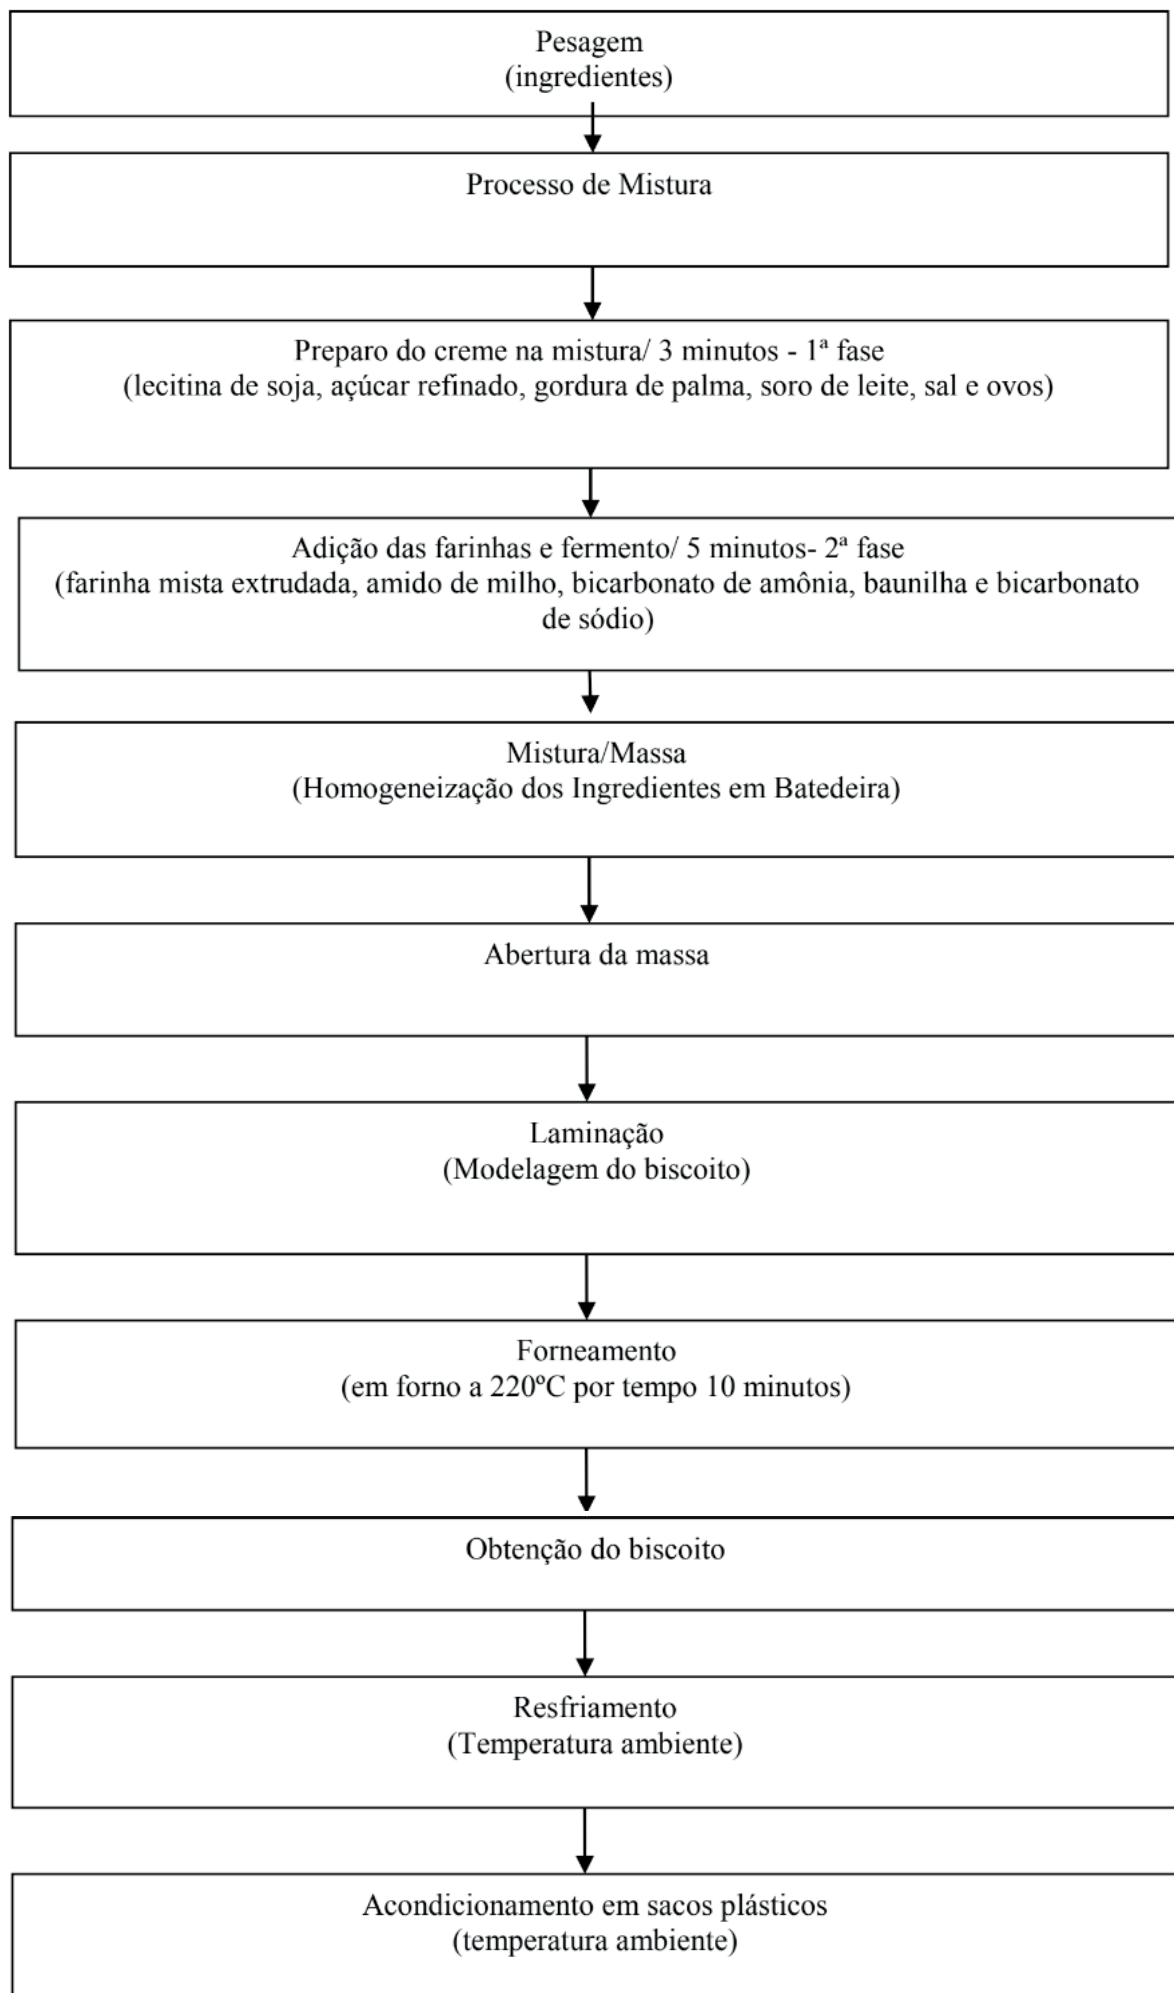 Pesagem
(ingredientes)
Processo de Mistura
Preparo do creme na mistura/ 3 minutos - 1ª fase
(lecitina de soja, açúcar refinado, gordura de palma, soro de leite, sal e ovos)
Adição das farinhas e fermento/ 5 minutos- 2ª fase
(farinha mista extrudada, amido de milho, bicarbonato de amônia, baunilha e bicarbonato
de sódio)
Mistura/Massa
(Homogeneização dos Ingredientes em Batedeira)
Abertura da massa
Laminação
(Modelagem do biscoito)
Forneamento
(em forno a 220ºC por tempo 10 minutos)
Obtenção do biscoito
Resfriamento
(Temperatura ambiente)
Acondicionamento em sacos plásticos
(temperatura ambiente)